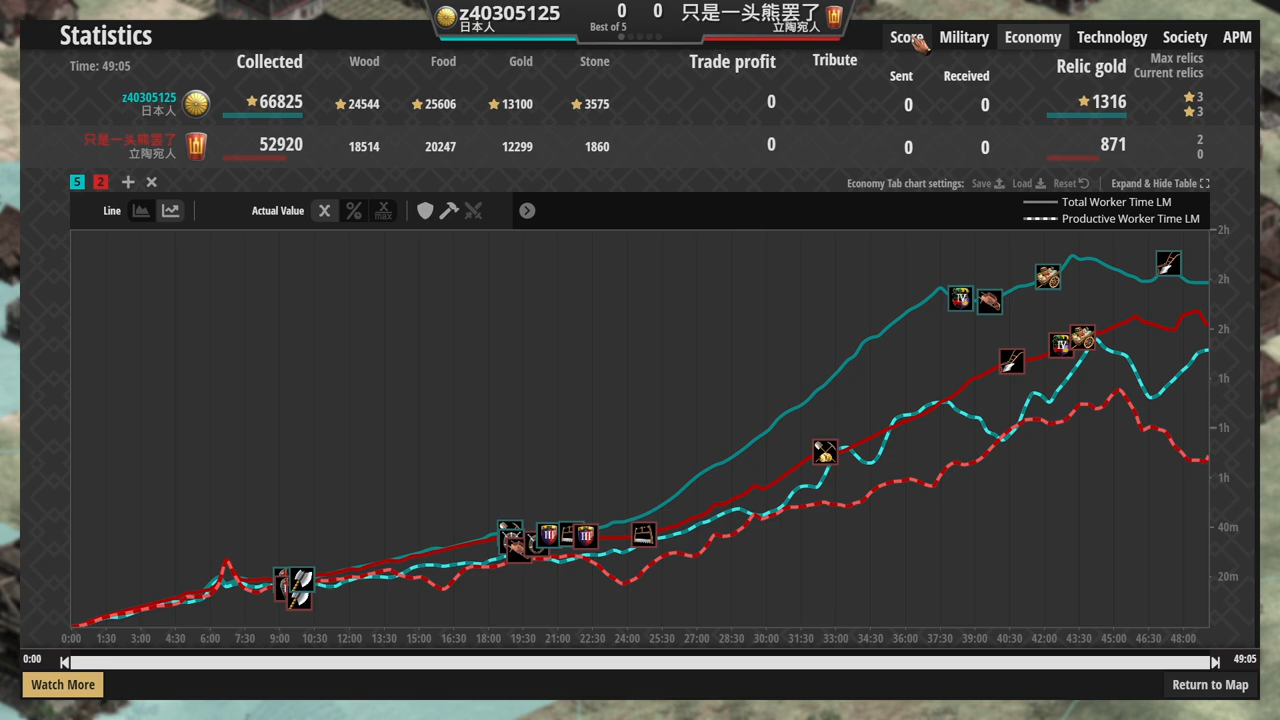 z40305125 0 0 只是一头熊罢了
日本人 Best of 5 立陶宛人
Statistics Score Military Economy Technology Society APM
Time: 49:05 Collected Wood Food Gold Stone Trade profit Tribute Sent Received Relic gold Max relics Current relics
z40305125 日本人 66825 24544 25606 13100 3575 0 0 0 1316 3 3
只是一头熊罢了 立陶宛人 52920 18514 20247 12299 1860 0 0 0 871 2 0
5 2 Economy Tab chart settings: Save Load Reset Expand & Hide Table
Line Actual Value X % X/max
Total Worker Time LM
Productive Worker Time LM
2h
2h
2h
1h
1h
1h
40m
20m
IV
IV
III III
0:00 1:30 3:00 4:30 6:00 7:30 9:00 10:30 12:00 13:30 15:00 16:30 18:00 19:30 21:00 22:30 24:00 25:30 27:00 28:30 30:00 31:30 33:00 34:30 36:00 37:30 39:00 40:30 42:00 43:30 45:00 46:30 48:00
0:00 49:05
Watch More Return to Map